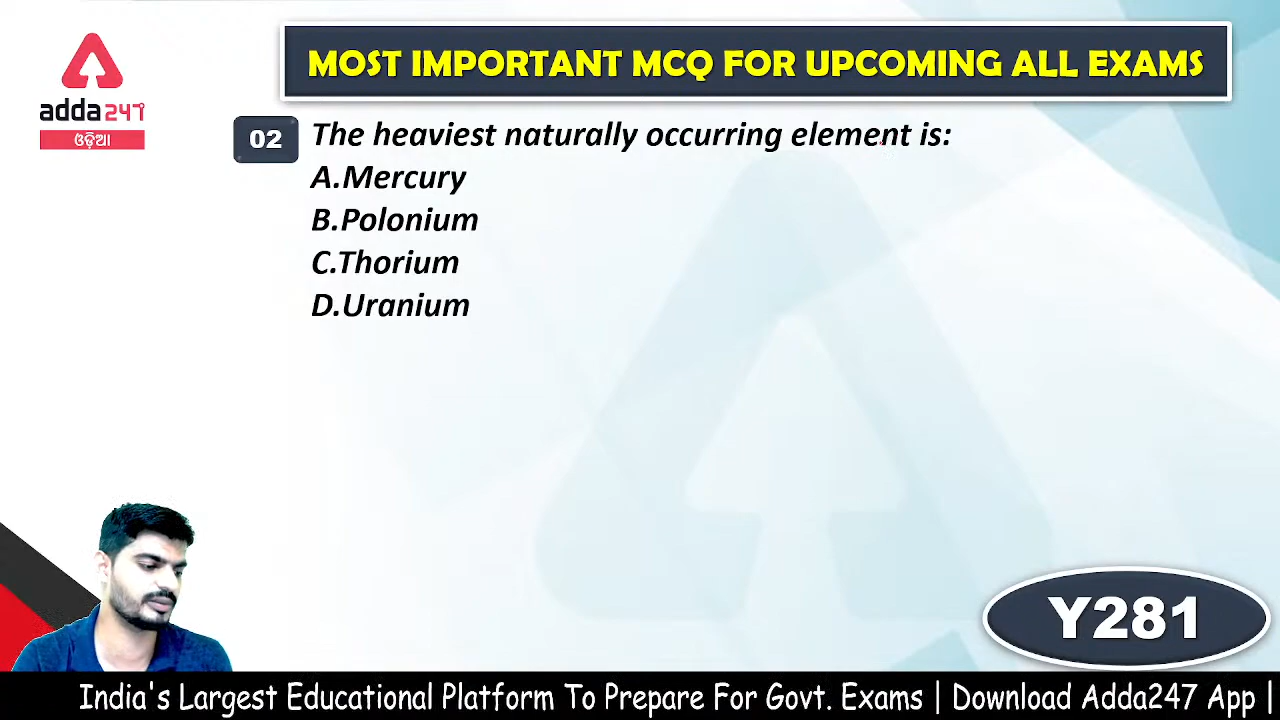 MOST IMPORTANT MCQ FOR UPCOMING ALL EXAMS
adda247
ଓଡ଼ିଆ
02
The heaviest naturally occurring element is:
A.Mercury
B.Polonium
C.Thorium
D.Uranium
Y281
India's Largest Educational Platform To Prepare For Govt. Exams | Download Adda247 App |